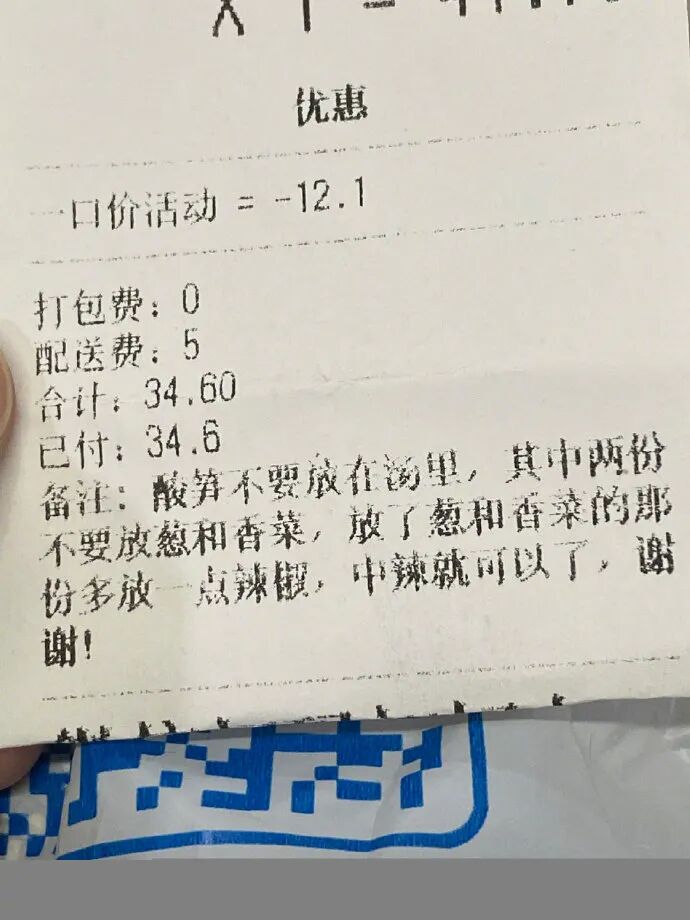 优惠
一口价活动 = -12.1
打包费: 0
配送费: 5
合计: 34.60
已付: 34.6
备注: 酸笋不要放在汤里, 其中两份
不要放葱和香菜, 放了葱和香菜的那
份多放一点辣椒, 中辣就可以了, 谢
谢!